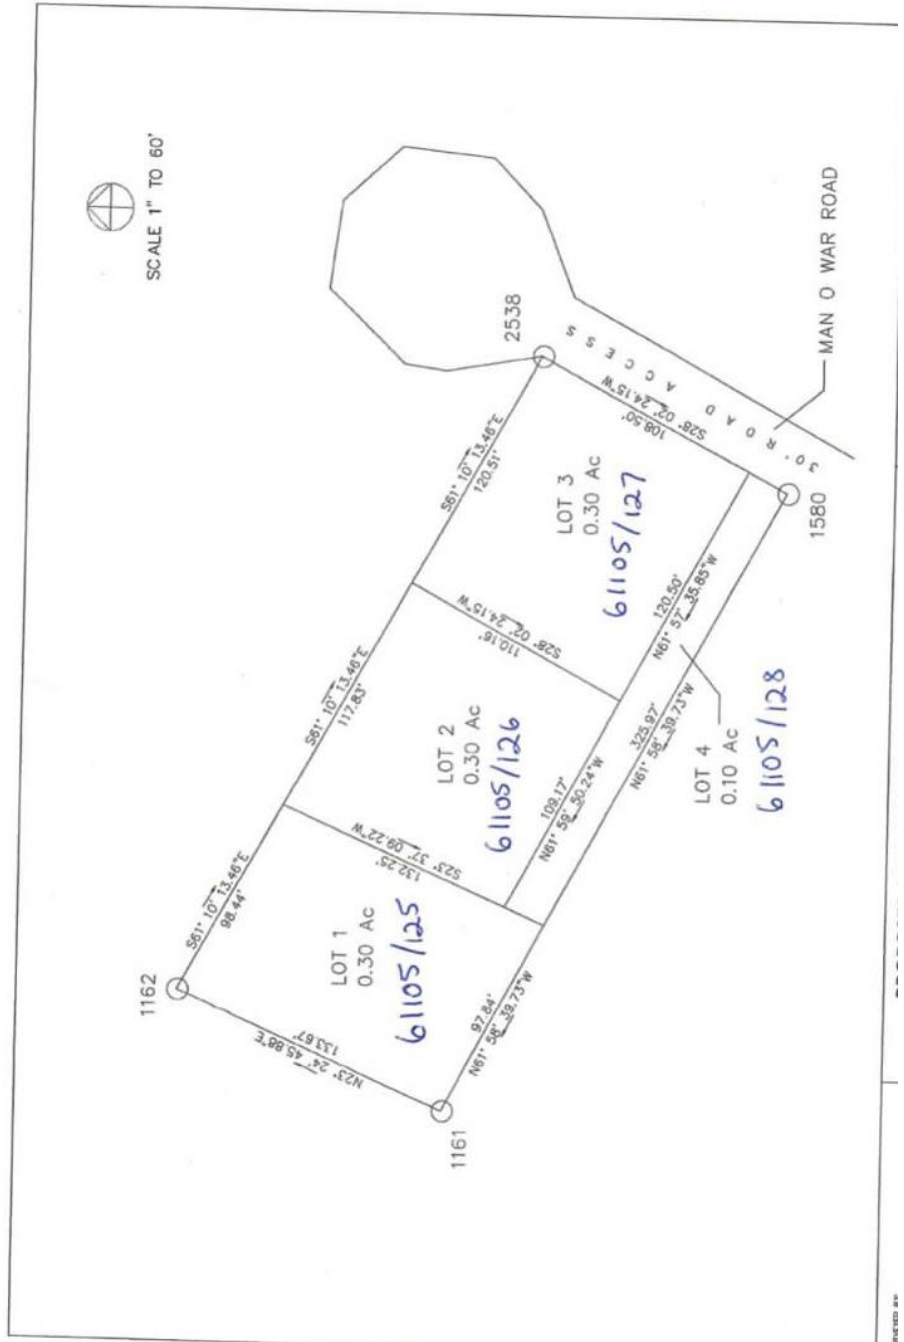 SCALE 1" TO 60'
2538
1162
S61° 10' 13.46"E
98.44'
S61° 10' 13.46"E
117.83'
S61° 10' 13.46"E
120.51'
N23° 24' 45.88"E
133.67'
LOT 1
0.30 Ac
61105/125
S23° 37' 09.22"W
132.25'
LOT 2
0.30 Ac
61105/126
S28° 02' 24.15"W
110.16'
LOT 3
0.30 Ac
61105/127
S28° 02' 24.15"W
108.50'
30' ROAD ACCESS
MAN O WAR ROAD
1161
97.84'
N61° 58' 39.73"W
109.17'
N61° 59' 50.24"W
120.50'
N61° 57' 35.85"W
325.97'
N61° 58' 39.73"W
LOT 4
0.10 Ac
61105/128
1580